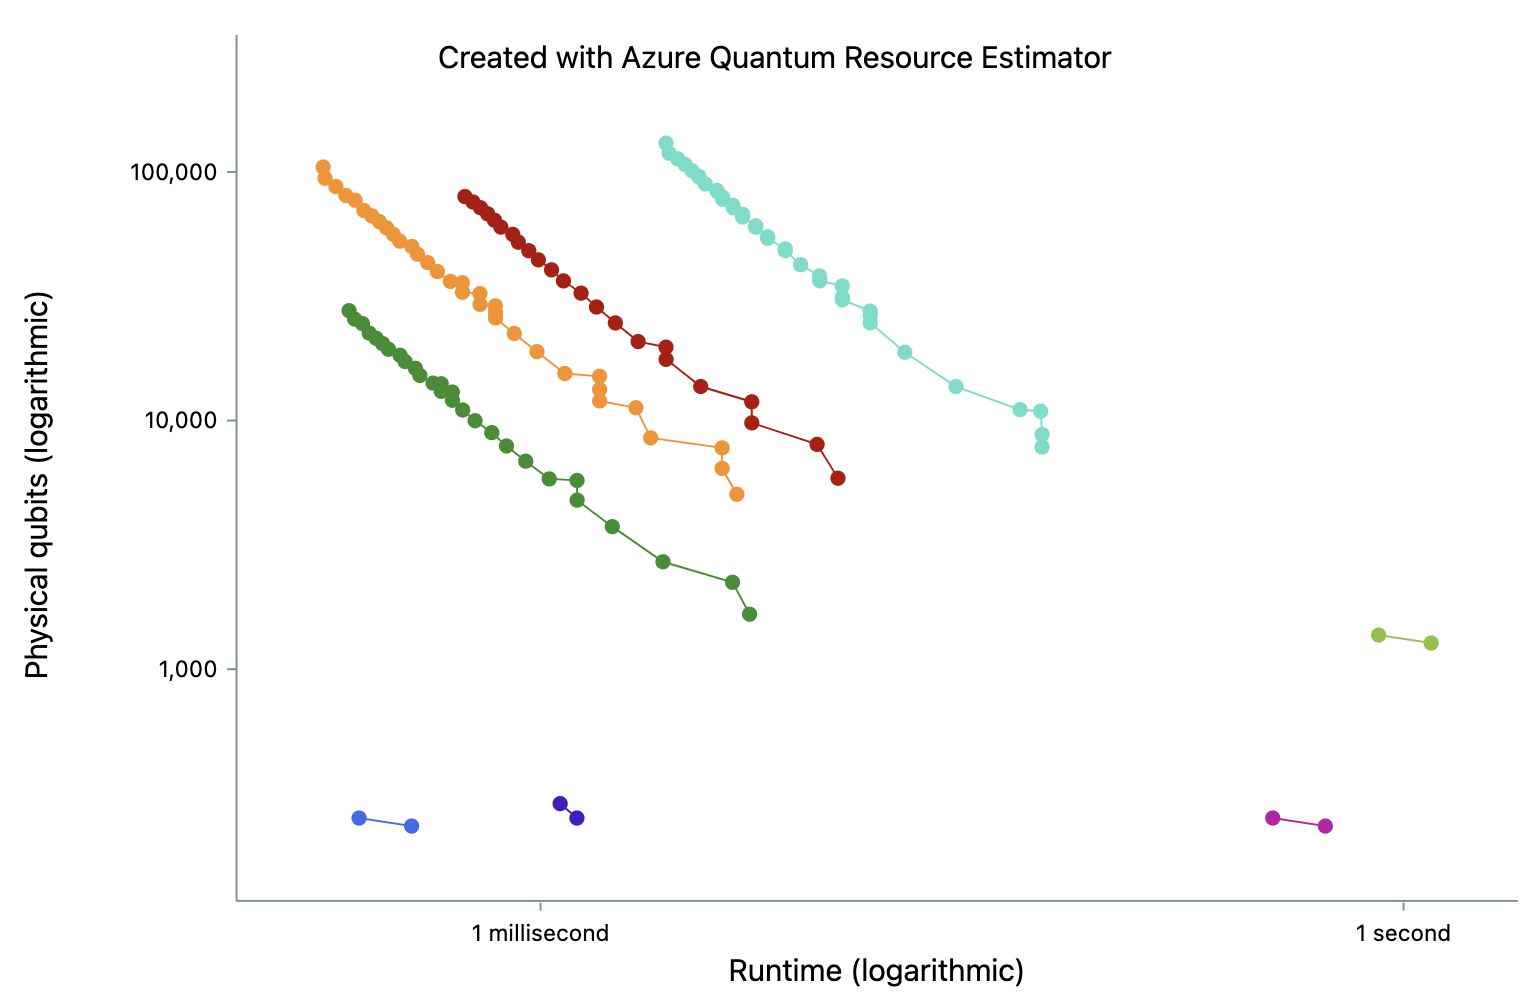 Created with Azure Quantum Resource Estimator
Physical qubits (logarithmic)
100,000
10,000
1,000
1 millisecond
1 second
Runtime (logarithmic)